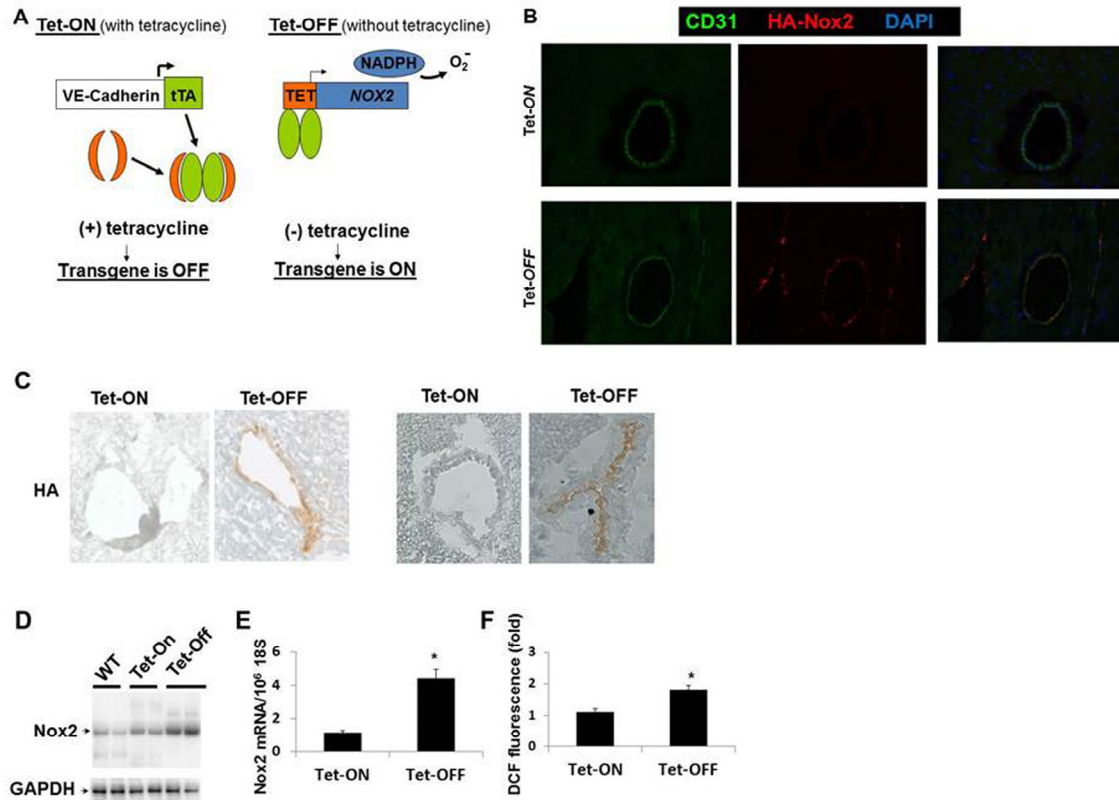 A
Tet-ON (with tetracycline)
Tet-OFF (without tetracycline)
VE-Cadherin
tTA
TET
NOX2
NADPH
O2-
(+) tetracycline
Transgene is OFF
(-) tetracycline
Transgene is ON
B
CD31 HA-Nox2 DAPI
Tet-ON
Tet-OFF
C
Tet-ON
Tet-OFF
Tet-ON
Tet-OFF
HA
D
WT
Tet-On
Tet-Off
Nox2
GAPDH
E
Nox2 mRNA/10⁶ 18S
6
4
2
0
*
Tet-ON
Tet-OFF
F
DCF fluorescence (fold)
3
2
1
0
*
Tet-ON
Tet-OFF